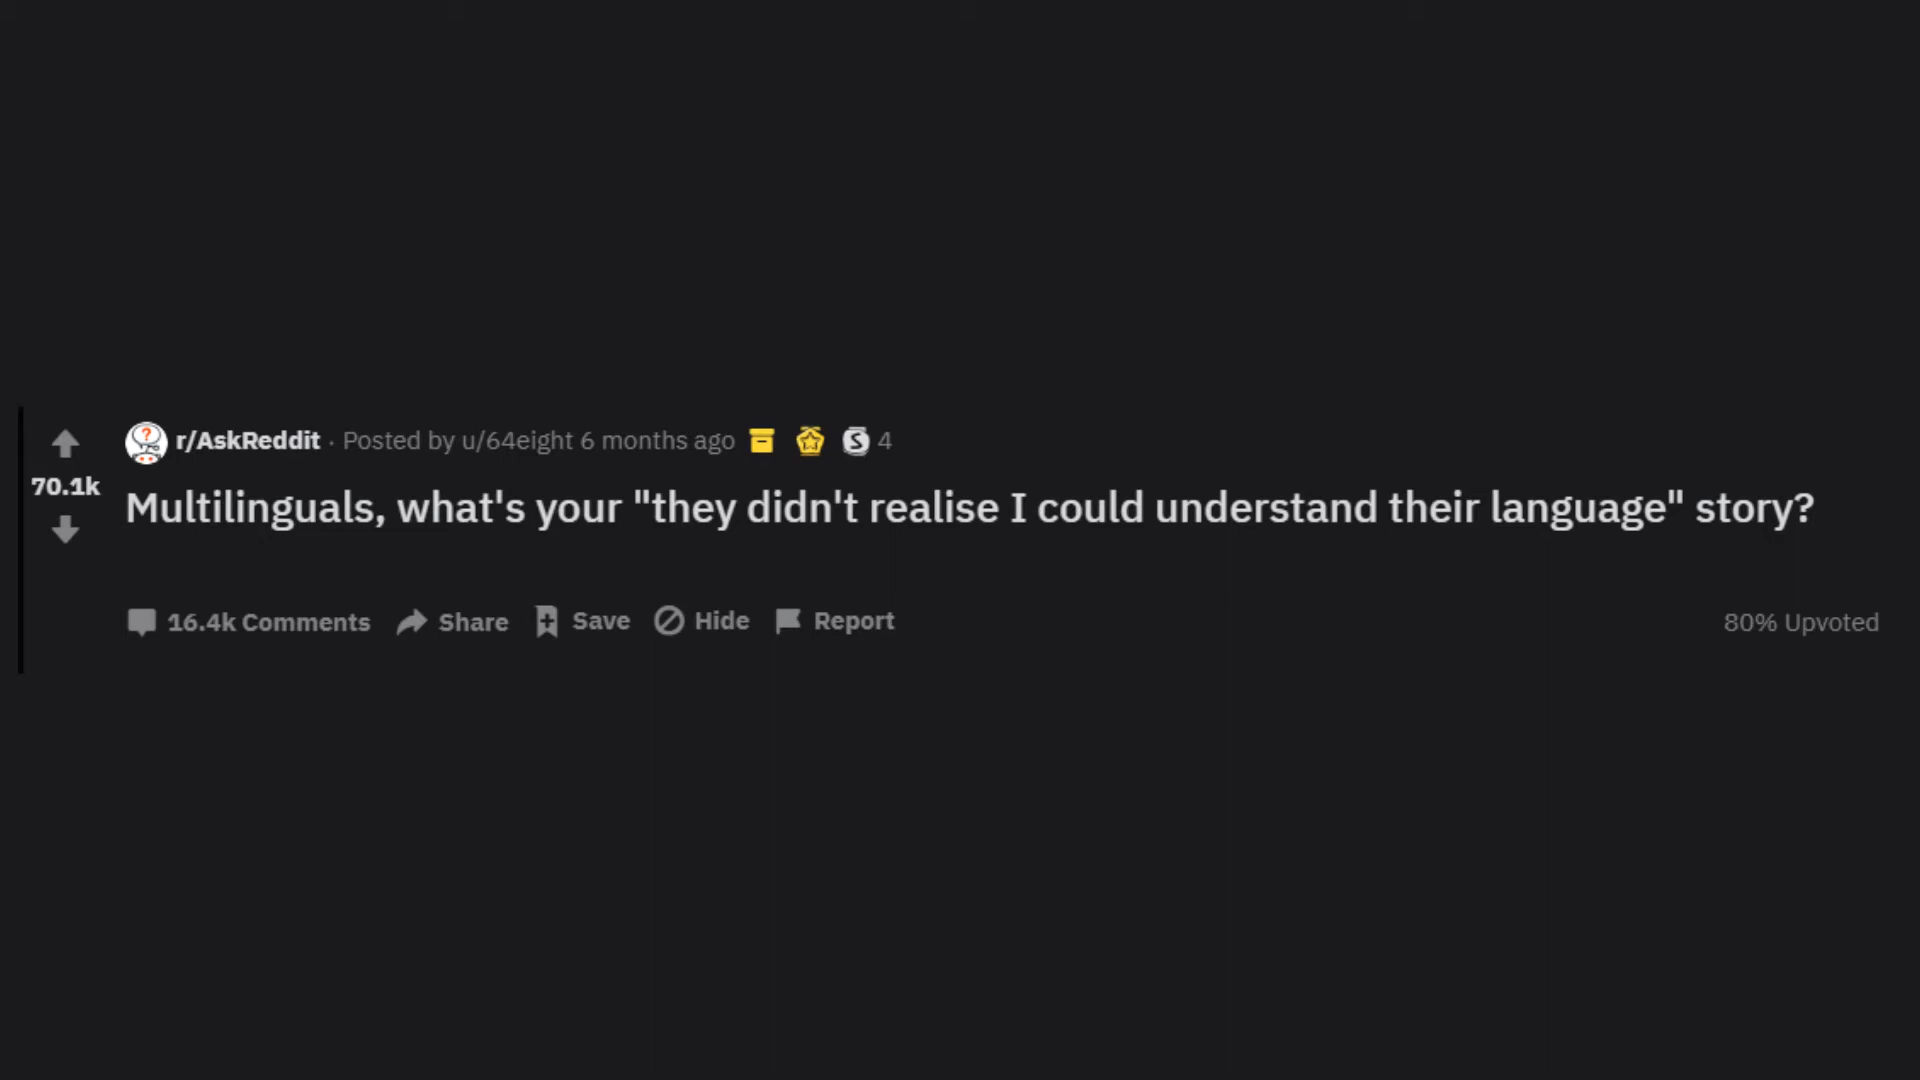 r/AskReddit · Posted by u/64eight 6 months ago 4
70.1k
Multilinguals, what's your "they didn't realise I could understand their language" story?
16.4k Comments Share Save Hide Report 80% Upvoted